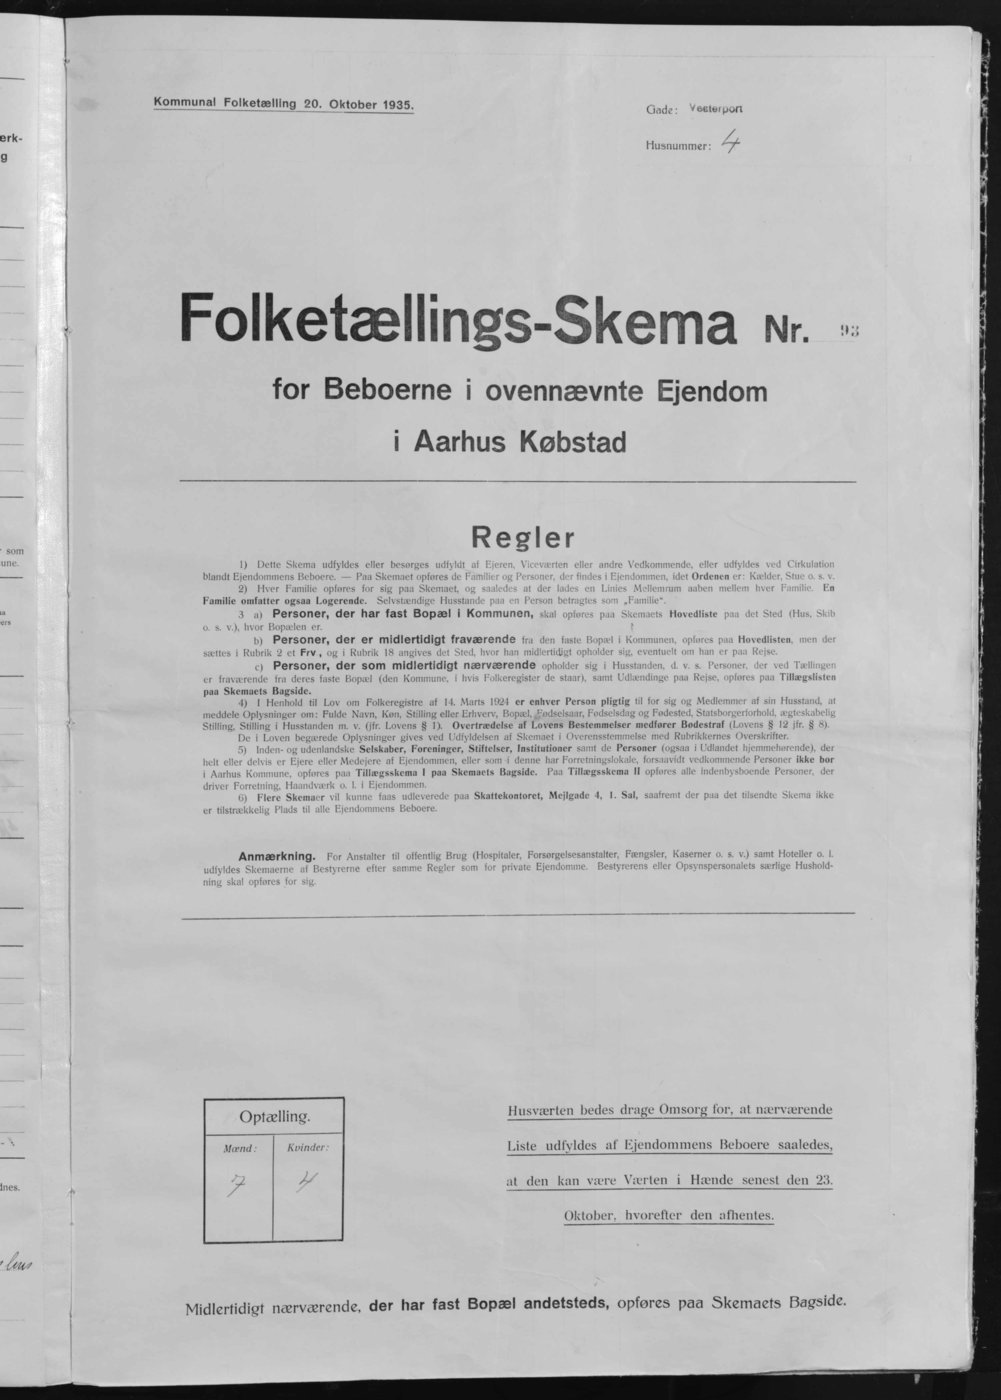 Kommunal Folketælling 20. Oktober 1935.
Gade: Vesterport
Husnummer: 4
Folketællings-Skema Nr. 93
for Beboerne i ovennævnte Ejendom
i Aarhus Købstad
Regler
1) Dette Skema udfyldes eller besørges udfyldt af Ejeren, Viceværten eller andre Vedkommende, eller udfyldes ved Cirkulation
blandt Ejendommens Beboere. — Paa Skemaet opføres de Familier og Personer, der findes i Ejendommen, idet Ordenen er: Kælder, Stue o. s. v.
2) Hver Familie opføres for sig paa Skemaet, og saaledes at der lades en Linies Mellemrum aaben mellem hver Familie. En
Familie omfatter ogsaa Logerende. Selvstændige Husstande paa en Person betragtes som „Familie“.
3 a) Personer, der har fast Bopæl i Kommunen, skal opføres paa Skemaets Hovedliste paa det Sted (Hus, Skib
o. s. v.), hvor Bopælen er.
b) Personer, der er midlertidigt fraværende fra den faste Bopæl i Kommunen, opføres paa Hovedlisten, men der
sættes i Rubrik 2 et Frv., og i Rubrik 18 angives det Sted, hvor han midlertidigt opholder sig, eventuelt om han er paa Rejse.
c) Personer, der som midlertidigt nærværende opholder sig i Husstanden, d. v. s. Personer, der ved Tællingen
er fraværende fra deres faste Bopæl (den Kommune, i hvis Folkeregister de staar), samt Udlændinge paa Rejse, opføres paa Tillægslisten
paa Skemaets Bagside.
4) I Henhold til Lov om Folkeregistre af 14. Marts 1924 er enhver Person pligtig til for sig og Medlemmer af sin Husstand, at
meddele Oplysninger om: Fulde Navn, Køn, Stilling eller Erhverv, Bopæl, Fødselsaar, Fødselsdag og Fødested, Statsborgerforhold, ægteskabelig
Stilling, Stilling i Husstanden m. v. (jfr. Lovens § 1). Overtrædelse af Lovens Bestemmelser medfører Bødestraf (Lovens § 12 jfr. § 8).
De i Loven begærede Oplysninger gives ved Udfyldelsen af Skemaet i Overensstemmelse med Rubrikkernes Overskrifter.
5) Inden- og udenlandske Selskaber, Foreninger, Stiftelser, Institutioner samt de Personer (ogsaa i Udlandet hjemmehørende), der
helt eller delvis er Ejere eller Medejere af Ejendommen, eller som i denne har Forretningslokale, forsaavidt vedkommende Personer ikke bor
i Aarhus Kommune, opføres paa Tillægsskema I paa Skemaets Bagside. Paa Tillægsskema II opføres alle indenbysboende Personer, der
driver Forretning, Haandværk o. l. i Ejendommen.
6) Flere Skemaer vil kunne faas udleverede paa Skattekontoret, Mejlgade 4, 1. Sal, saafremt der paa det tilsendte Skema ikke
er tilstrækkelig Plads til alle Ejendommens Beboere.
Anmærkning. For Anstalter til offentlig Brug (Hospitaler, Forsørgelsesanstalter, Fængsler, Kaserner o. s. v.) samt Hoteller o. l.
udfyldes Skemaerne af Bestyrerne efter samme Regler som for private Ejendomme. Bestyrerens eller Opsynspersonalets særlige Hushold-
ning skal opføres for sig.
Optælling.
Mænd: Kvinder:
7 4
Husværten bedes drage Omsorg for, at nærværende
Liste udfyldes af Ejendommens Beboere saaledes,
at den kan være Værten i Hænde senest den 23.
Oktober, hvorefter den afhentes.
Midlertidigt nærværende, der har fast Bopæl andetsteds, opføres paa Skemaets Bagside.